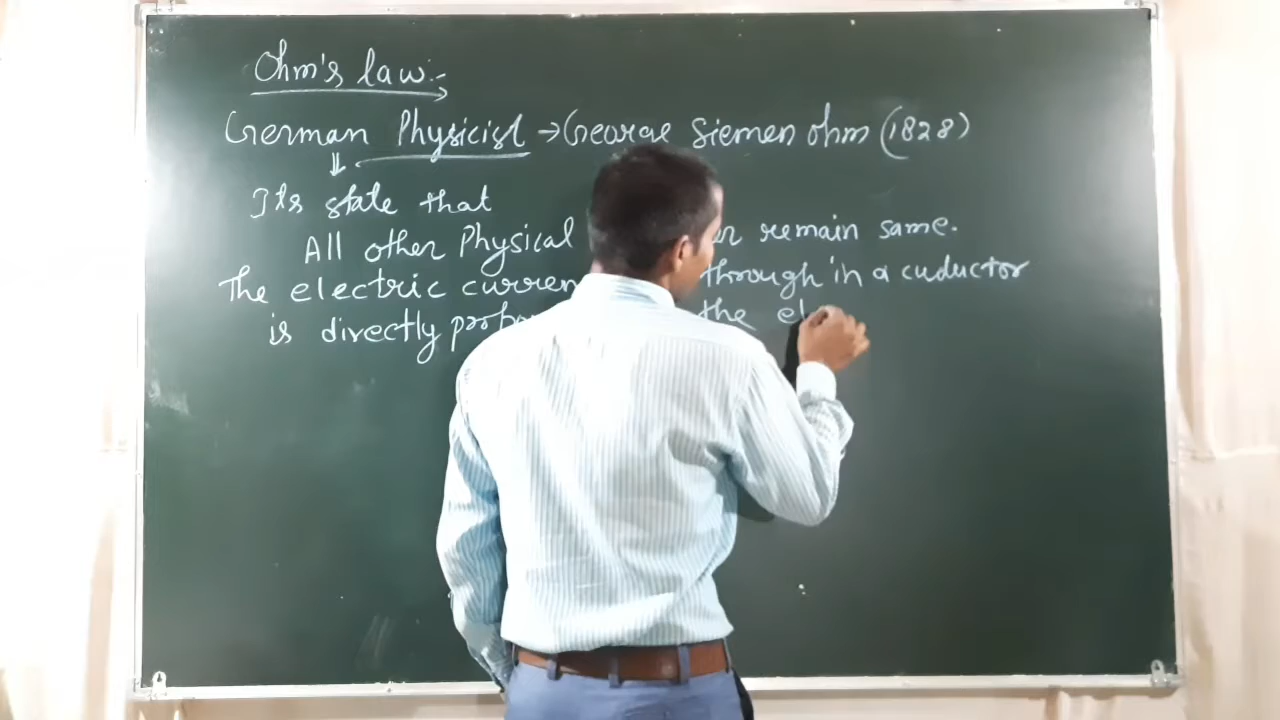 Ohm's law:-
German Physicist → George Siemen ohm (1828)
Its state that
All other Physical remain same.
The electric curren through in a cuductor
is directly propo the el